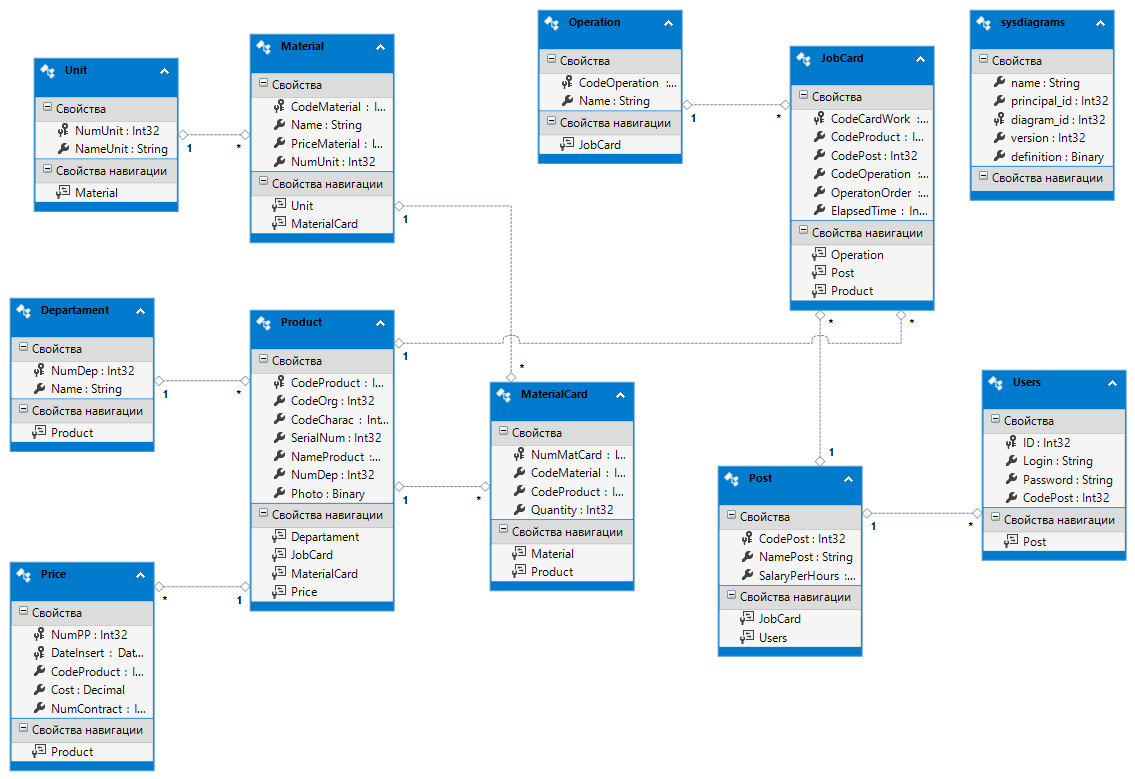 Unit
Свойства
NumUnit : Int32
NameUnit : String
Свойства навигации
Material
1
*
Material
Свойства
CodeMaterial : I...
Name : String
PriceMaterial : I...
NumUnit : Int32
Свойства навигации
Unit
MaterialCard
1
*
Operation
Свойства
CodeOperation :...
Name : String
Свойства навигации
JobCard
1
*
JobCard
Свойства
CodeCardWork :...
CodeProduct : I...
CodePost : Int32
CodeOperation :...
OperatonOrder :...
ElapsedTime : In...
Свойства навигации
Operation
Post
Product
*
*
sysdiagrams
Свойства
name : String
principal_id : Int32
diagram_id : Int32
version : Int32
definition : Binary
Свойства навигации
Departament
Свойства
NumDep : Int32
Name : String
Свойства навигации
Product
1
*
Product
Свойства
CodeProduct : I...
CodeOrg : Int32
CodeCharac : Int...
SerialNum : Int32
NameProduct :...
NumDep : Int32
Photo : Binary
Свойства навигации
Departament
JobCard
MaterialCard
Price
1
1
*
MaterialCard
Свойства
NumMatCard : I...
CodeMaterial : I...
CodeProduct : I...
Quantity : Int32
Свойства навигации
Material
Product
1
Post
Свойства
CodePost : Int32
NamePost : String
SalaryPerHours :...
Свойства навигации
JobCard
Users
1
*
Users
Свойства
ID : Int32
Login : String
Password : String
CodePost : Int32
Свойства навигации
Post
Price
Свойства
NumPP : Int32
DateInsert : Dat...
CodeProduct : I...
Cost : Decimal
NumContract : I...
Свойства навигации
Product
*
1